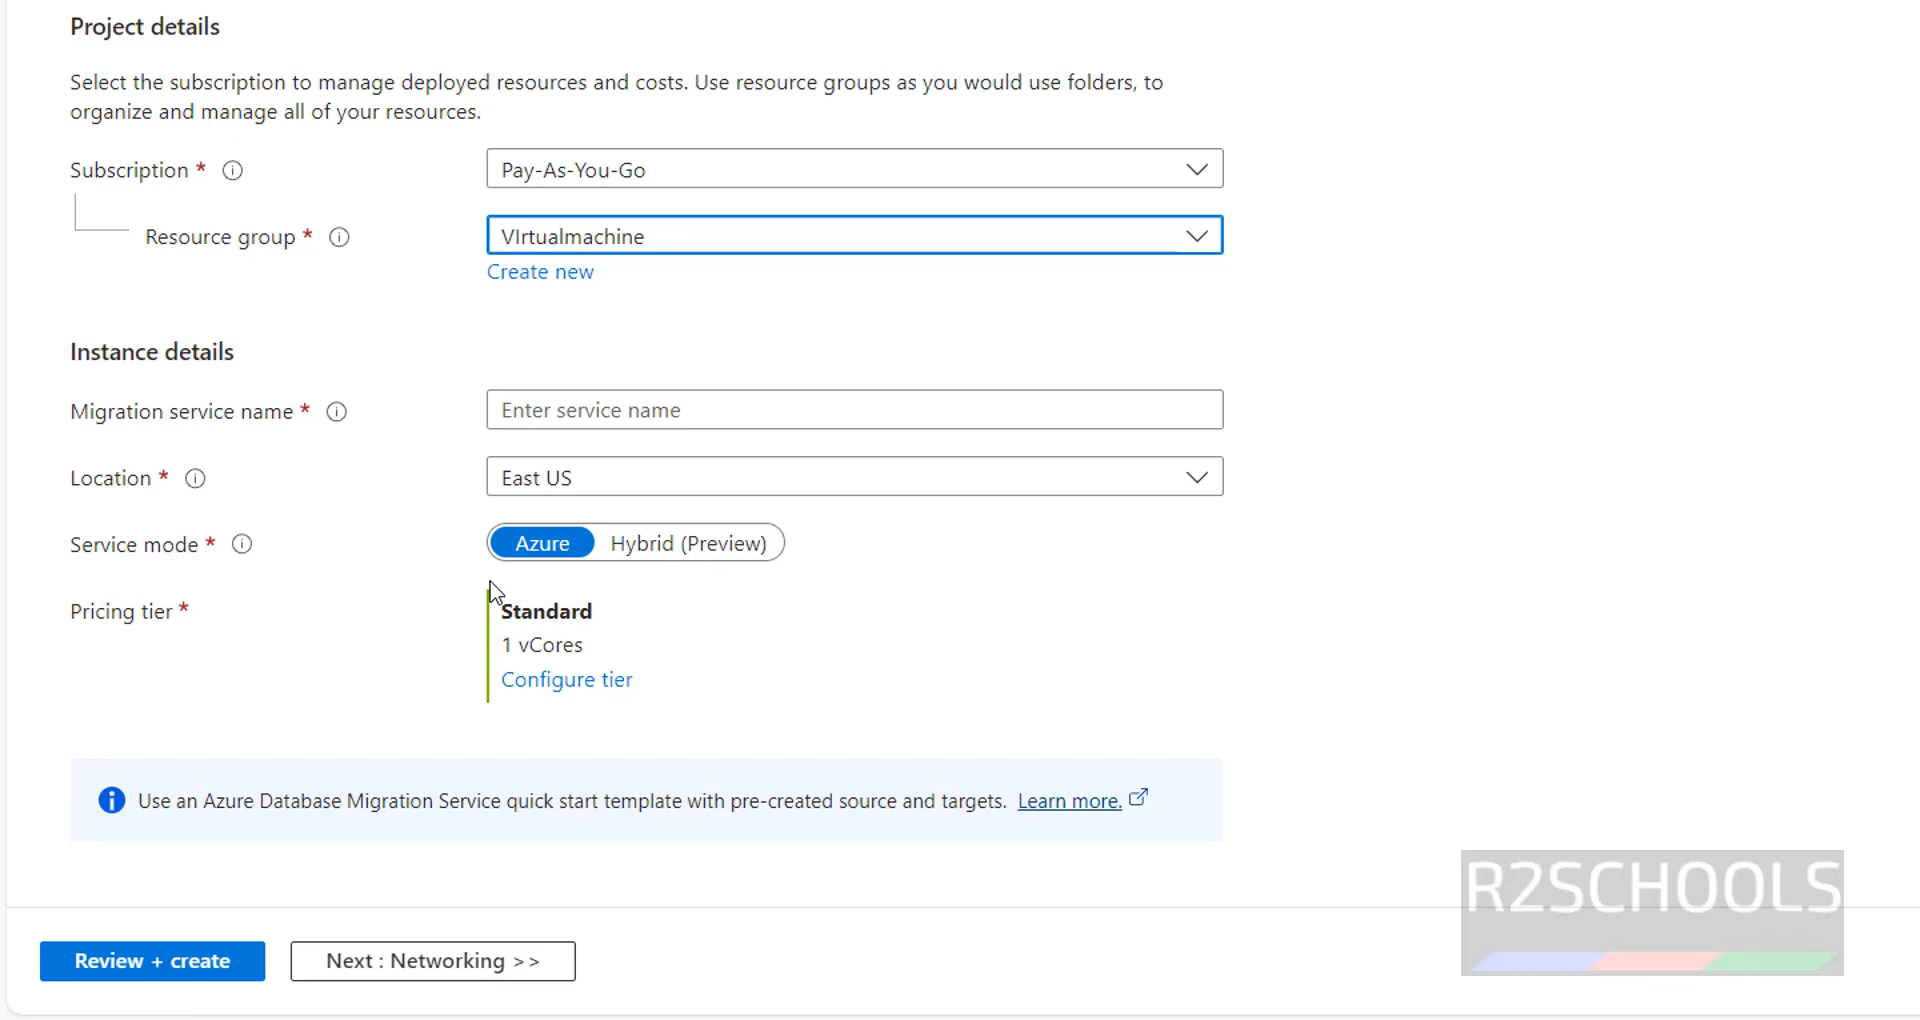 Project details
Select the subscription to manage deployed resources and costs. Use resource groups as you would use folders, to
organize and manage all of your resources.
Subscription *
Pay-As-You-Go
Resource group *
VIrtualmachine
Create new
Instance details
Migration service name *
Enter service name
Location *
East US
Service mode *
Azure
Hybrid (Preview)
Pricing tier *
Standard
1 vCores
Configure tier
Use an Azure Database Migration Service quick start template with pre-created source and targets. Learn more.
R2SCHOOLS
Review + create
Next : Networking >>